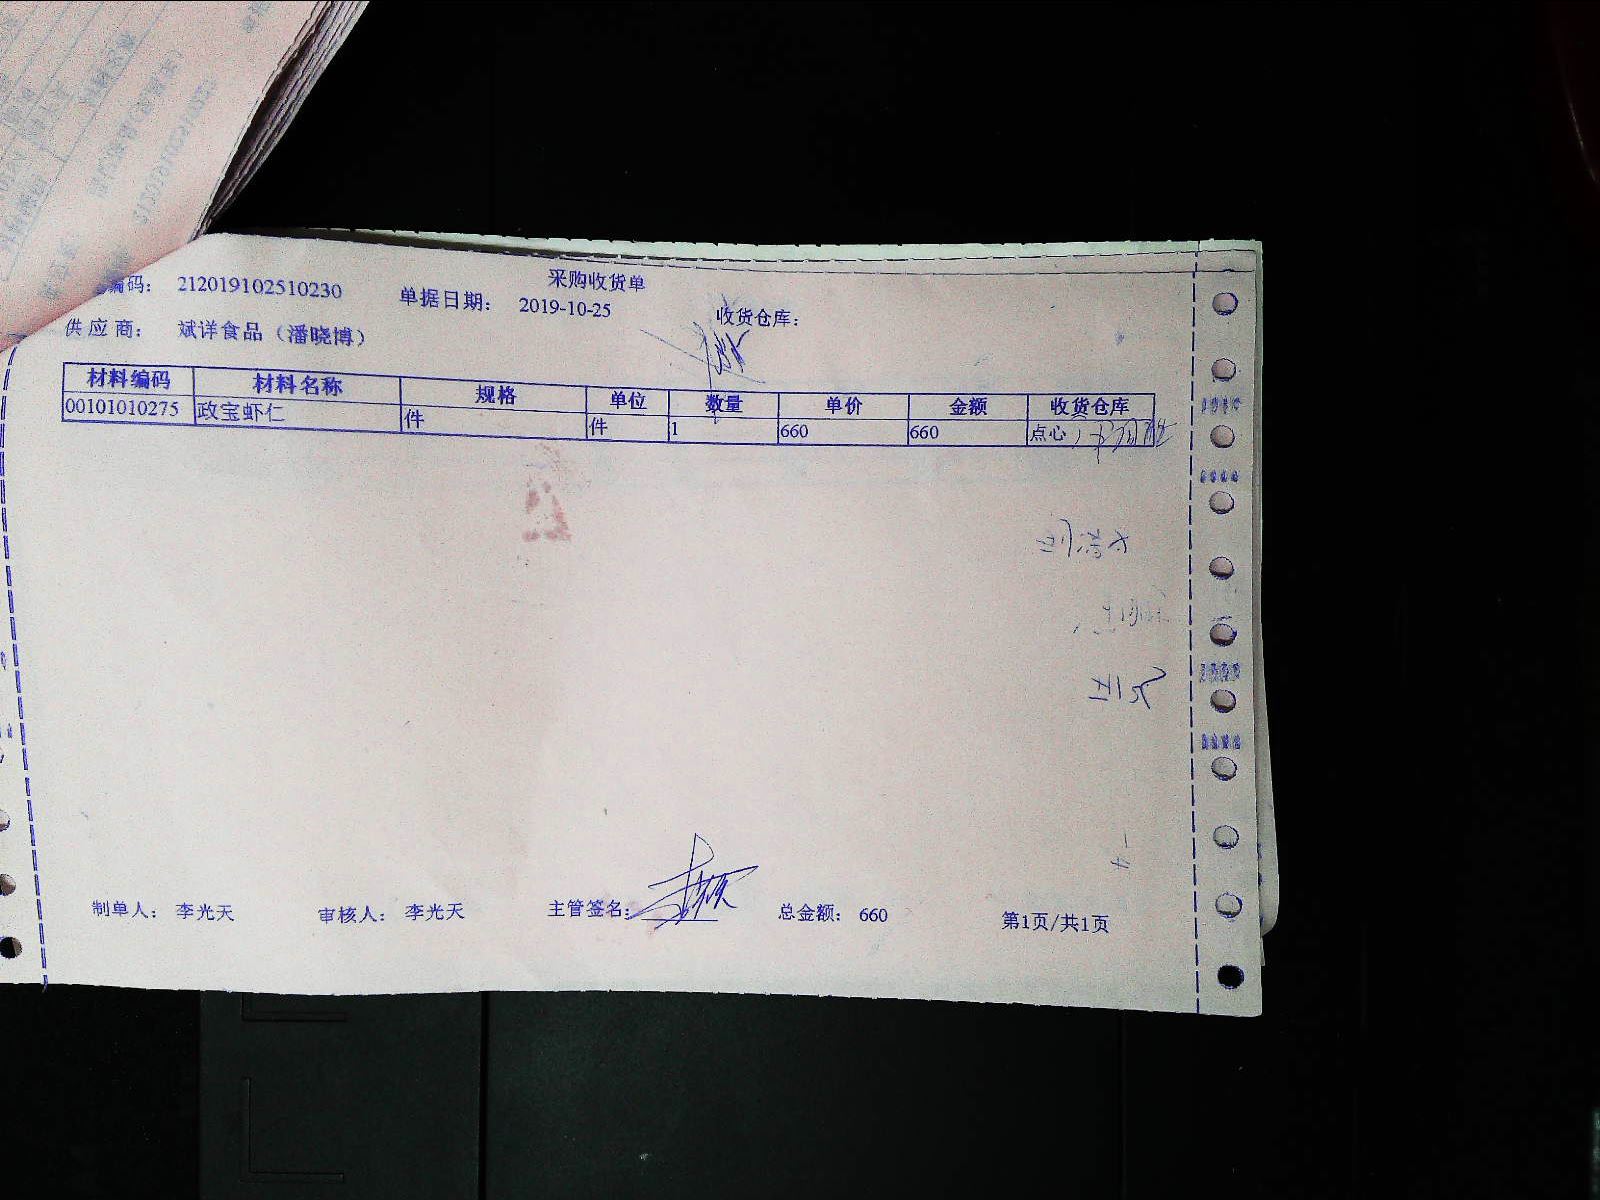 采购收货单
编码： 212019102510230 单据日期： 2019-10-25 收货仓库：
供应商： 斌洋食品（潘晓博）
材料编码 材料名称 规格 单位 数量 单价 金额 收货仓库
00101010275 政宝虾仁 件 件 1 660 660 点心
制单人： 李光天 审核人： 李光天 主管签名： 总金额： 660 第1页/共1页